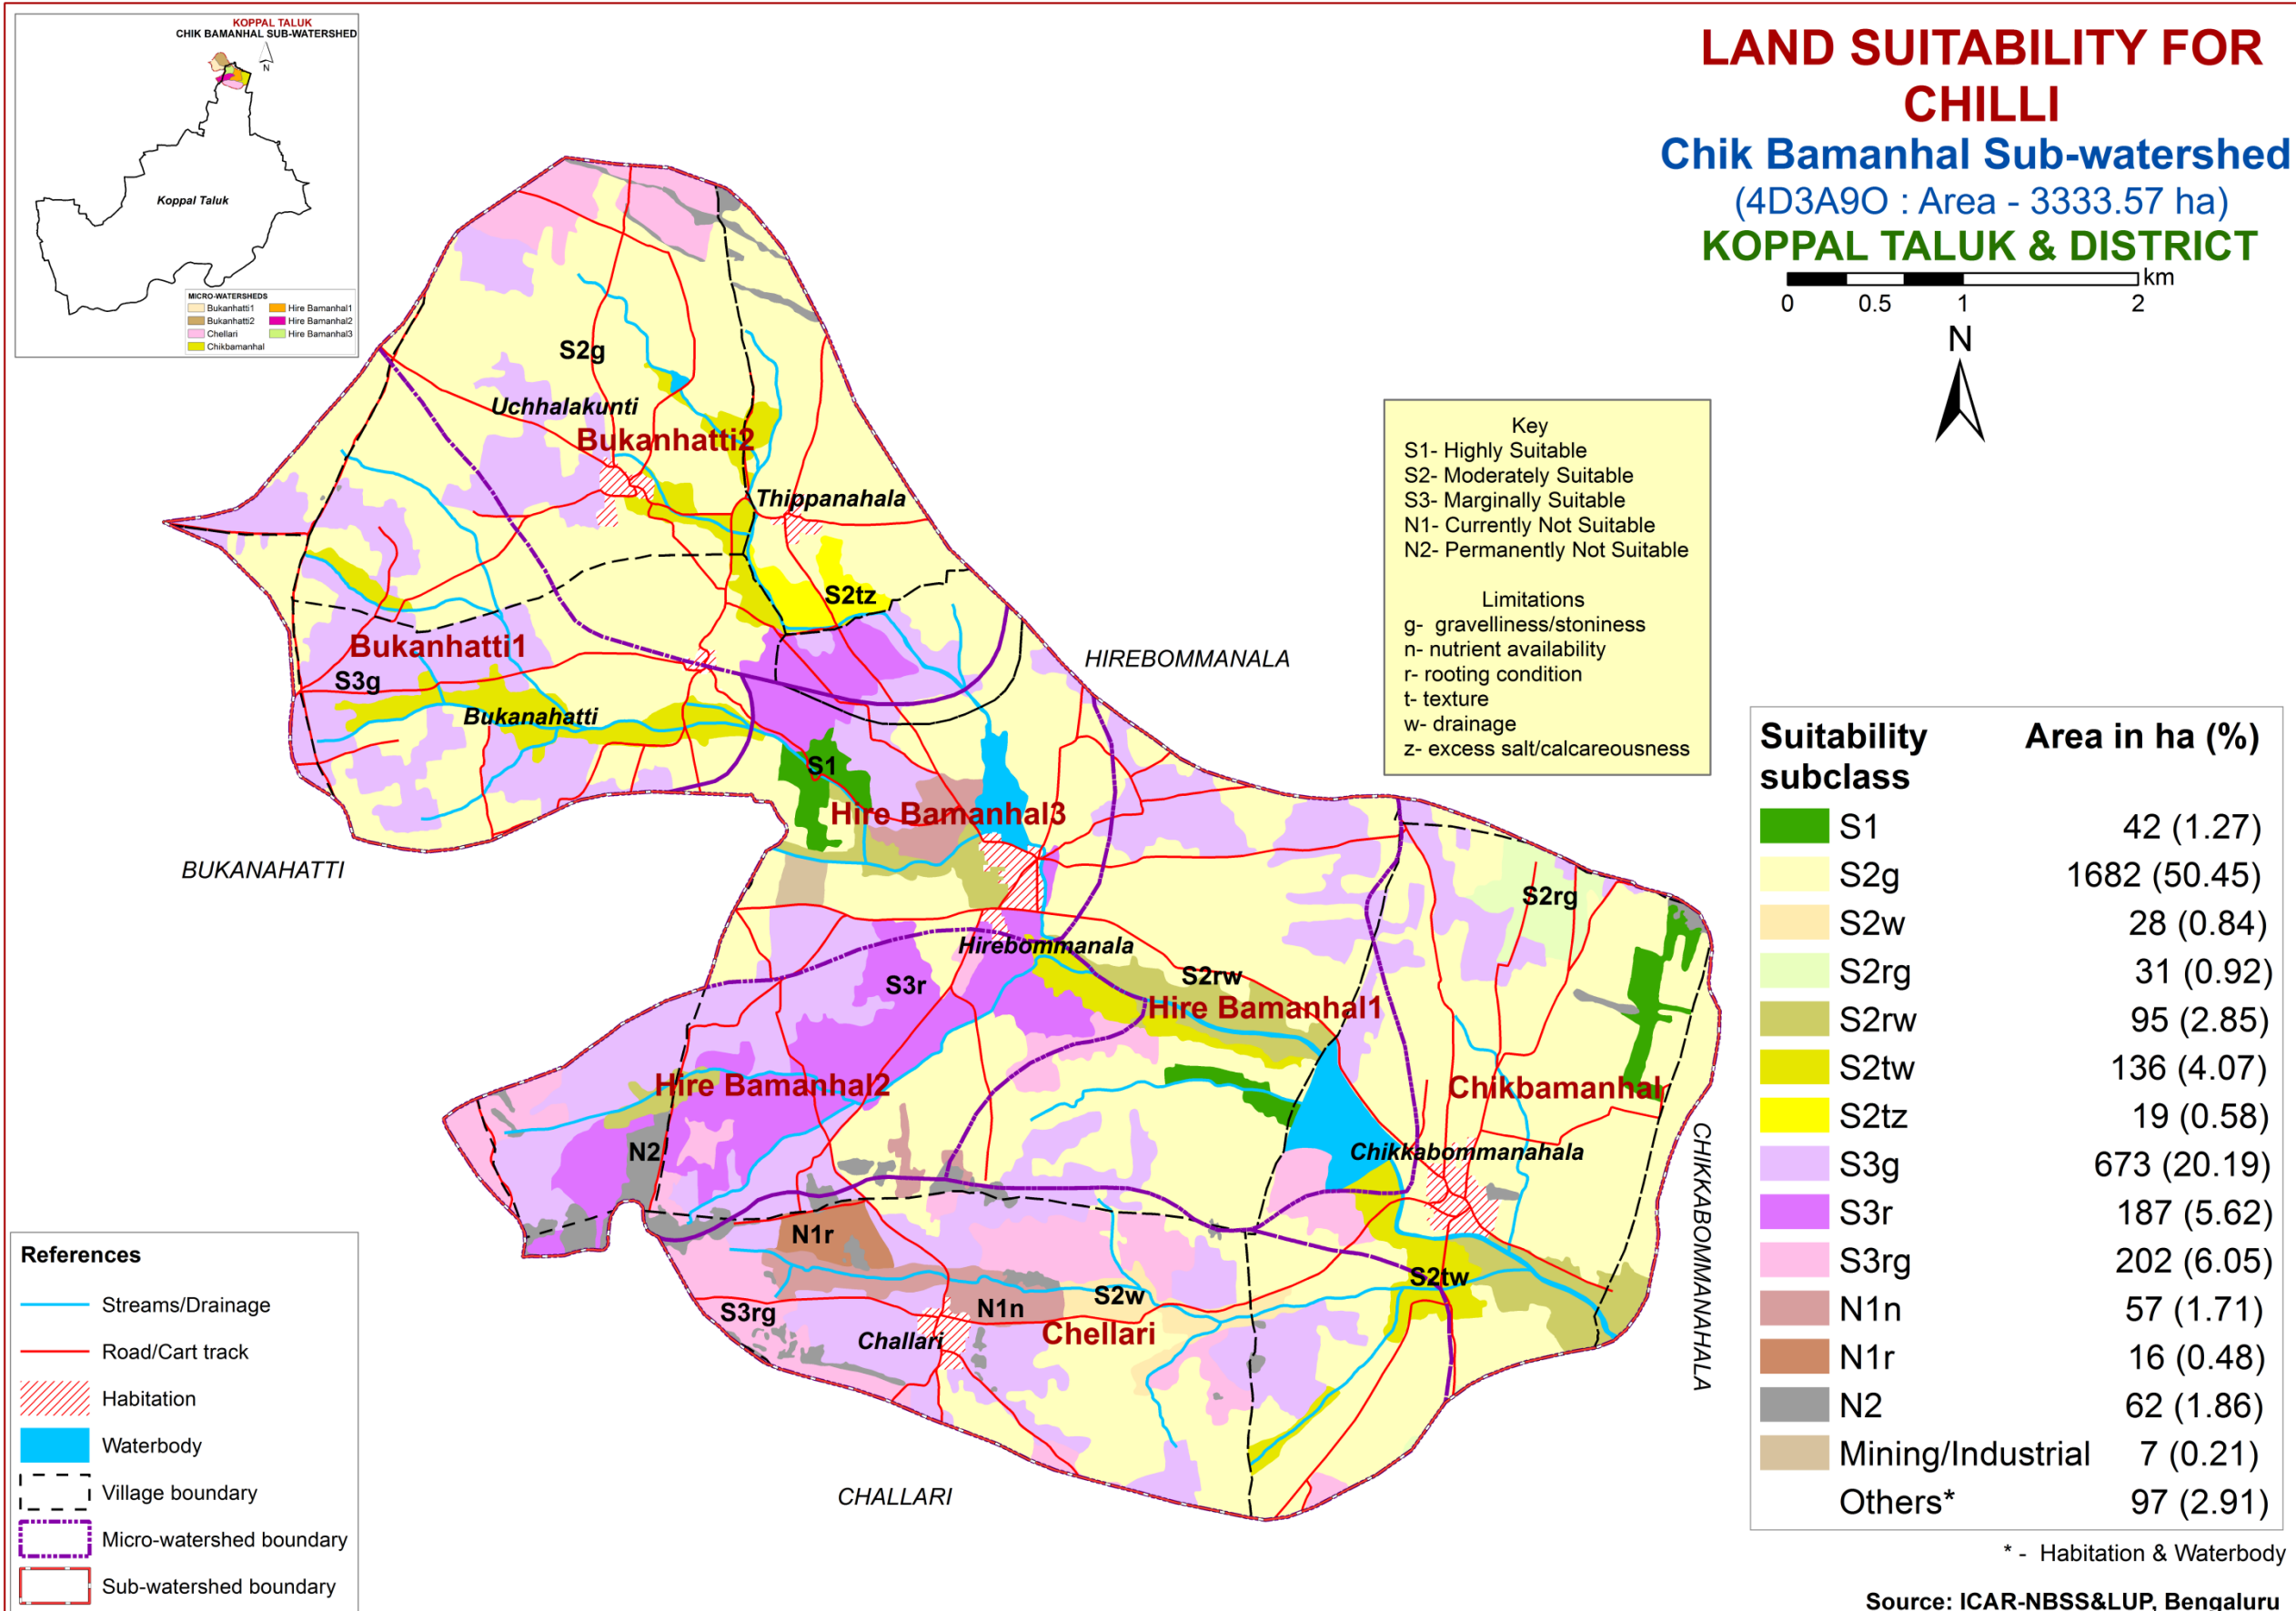 KOPPAL TALUK
CHIK BAMANHAL SUB-WATERSHED
N
Koppal Taluk
MICRO-WATERSHEDS
Bukanhatti1
Hire Bamanhal1
Bukanhatti2
Hire Bamanhal2
Chellari
Hire Bamanhal3
Chikbamanhal
LAND SUITABILITY FOR
CHILLI
Chik Bamanhal Sub-watershed
(4D3A9O : Area - 3333.57 ha)
KOPPAL TALUK & DISTRICT
km
0 0.5 1 2
N
Key
S1- Highly Suitable
S2- Moderately Suitable
S3- Marginally Suitable
N1- Currently Not Suitable
N2- Permanently Not Suitable
Limitations
g- gravelliness/stoniness
n- nutrient availability
r- rooting condition
t- texture
w- drainage
z- excess salt/calcareousness
S2g
Uchhalakunti
Bukanhatti2
Thippanahala
S2tz
Bukanhatti1
HIREBOMMANALA
S3g
Bukanahatti
S1
Hire Bamanhal3
BUKANAHATTI
S2rg
Hirebommanala
S3r
S2rw
Hire Bamanhal1
Hire Bamanhal2
Chikbamanhal
N2
Chikkabommanahala
CHIKKABOMMANAHALA
N1r
S2tw
S2w
N1n
S3rg
Challari
Chellari
CHALLARI
Suitability subclass
Area in ha (%)
S1 42 (1.27)
S2g 1682 (50.45)
S2w 28 (0.84)
S2rg 31 (0.92)
S2rw 95 (2.85)
S2tw 136 (4.07)
S2tz 19 (0.58)
S3g 673 (20.19)
S3r 187 (5.62)
S3rg 202 (6.05)
N1n 57 (1.71)
N1r 16 (0.48)
N2 62 (1.86)
Mining/Industrial 7 (0.21)
Others* 97 (2.91)
* - Habitation & Waterbody
Source: ICAR-NBSS&LUP, Bengaluru
References
Streams/Drainage
Road/Cart track
Habitation
Waterbody
Village boundary
Micro-watershed boundary
Sub-watershed boundary